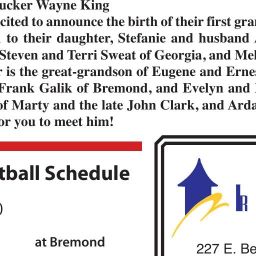 ucker Wayne King
cited to announce the birth of their first gran
to their daughter, Stefanie and husband
Steven and Terri Sweat of Georgia, and Mel
r is the great-grandson of Eugene and Ernes
Frank Galik of Bremond, and Evelyn and
of Marty and the late John Clark, and Arda
or you to meet him!
tball Schedule
)
at Bremond
227 E. Be